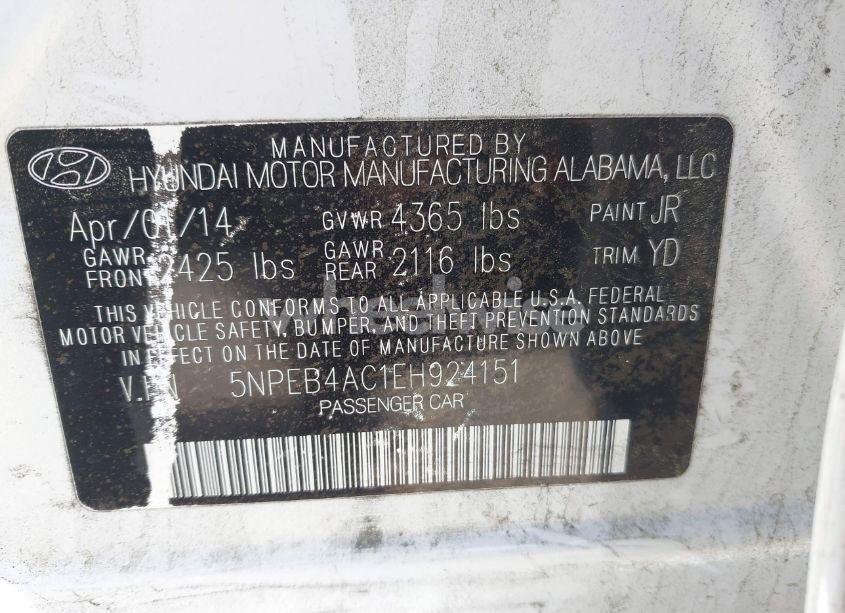 MANUFACTURED BY
HYUNDAI MOTOR MANUFACTURING ALABAMA, LLC
Apr/01/14 GVWR 4365 lbs PAINT JR
GAWR FRONT 2425 lbs GAWR REAR 2116 lbs TRIM YD
THIS VEHICLE CONFORMS TO ALL APPLICABLE U.S.A. FEDERAL
MOTOR VEHICLE SAFETY, BUMPER, AND THEFT PREVENTION STANDARDS
IN EFFECT ON THE DATE OF MANUFACTURE SHOWN ABOVE
V.I.N 5NPEB4AC1EH924151
PASSENGER CAR